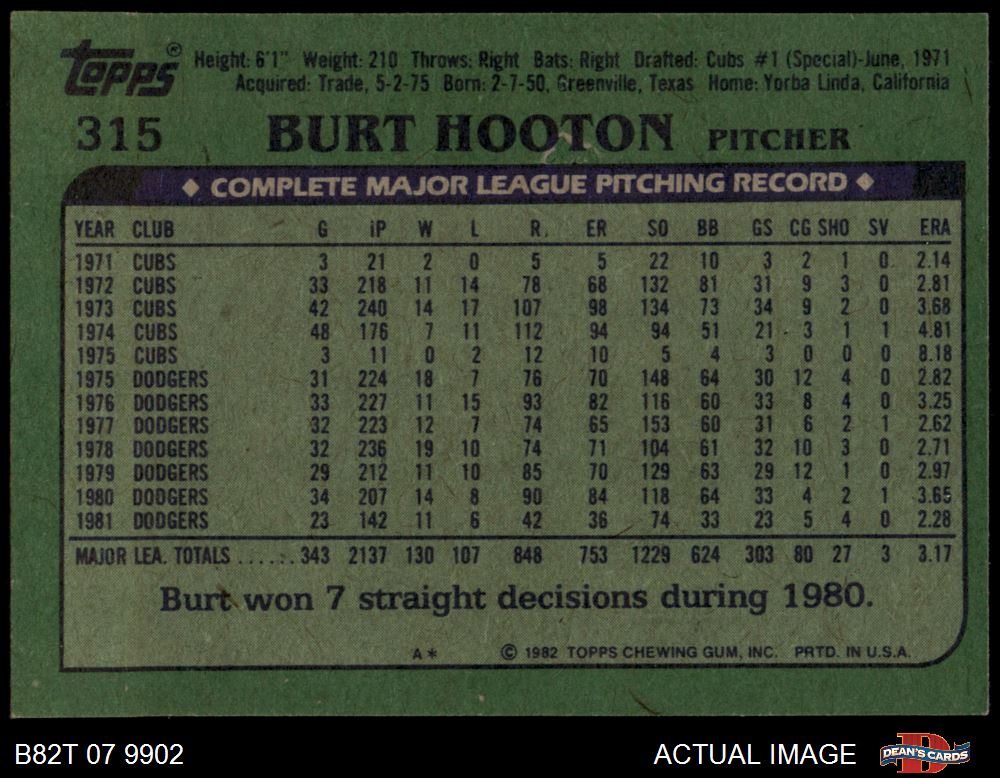 Topps® Height: 6'1" Weight: 210 Throws: Right Bats: Right Drafted: Cubs #1 (Special)-June, 1971
Acquired: Trade, 5-2-75 Born: 2-7-50, Greenville, Texas Home: Yorba Linda, California
315 BURT HOOTON PITCHER
◆ COMPLETE MAJOR LEAGUE PITCHING RECORD ◆
YEAR CLUB G IP W L R. ER SO BB GS CG SHO SV ERA
1971 CUBS 3 21 2 0 5 5 22 10 3 2 1 0 2.14
1972 CUBS 33 218 11 14 78 68 132 81 31 9 3 0 2.81
1973 CUBS 42 240 14 17 107 98 134 73 34 9 2 0 3.68
1974 CUBS 48 176 7 11 112 94 94 51 21 3 1 1 4.81
1975 CUBS 3 11 0 2 12 10 5 4 3 0 0 0 8.18
1975 DODGERS 31 224 18 7 76 70 148 64 30 12 4 0 2.82
1976 DODGERS 33 227 11 15 93 82 116 60 33 8 4 0 3.25
1977 DODGERS 32 223 12 7 74 65 153 60 31 6 2 1 2.62
1978 DODGERS 32 236 19 10 74 71 104 61 32 10 3 0 2.71
1979 DODGERS 29 212 11 10 85 70 129 63 29 12 1 0 2.97
1980 DODGERS 34 207 14 8 90 84 118 64 33 4 2 1 3.65
1981 DODGERS 23 142 11 6 42 36 74 33 23 5 4 0 2.28
MAJOR LEA. TOTALS ...... 343 2137 130 107 848 753 1229 624 303 80 27 3 3.17
Burt won 7 straight decisions during 1980.
A* © 1982 TOPPS CHEWING GUM, INC. PRTD. IN U.S.A.
B82T 07 9902 ACTUAL IMAGE DEAN'S CARDS